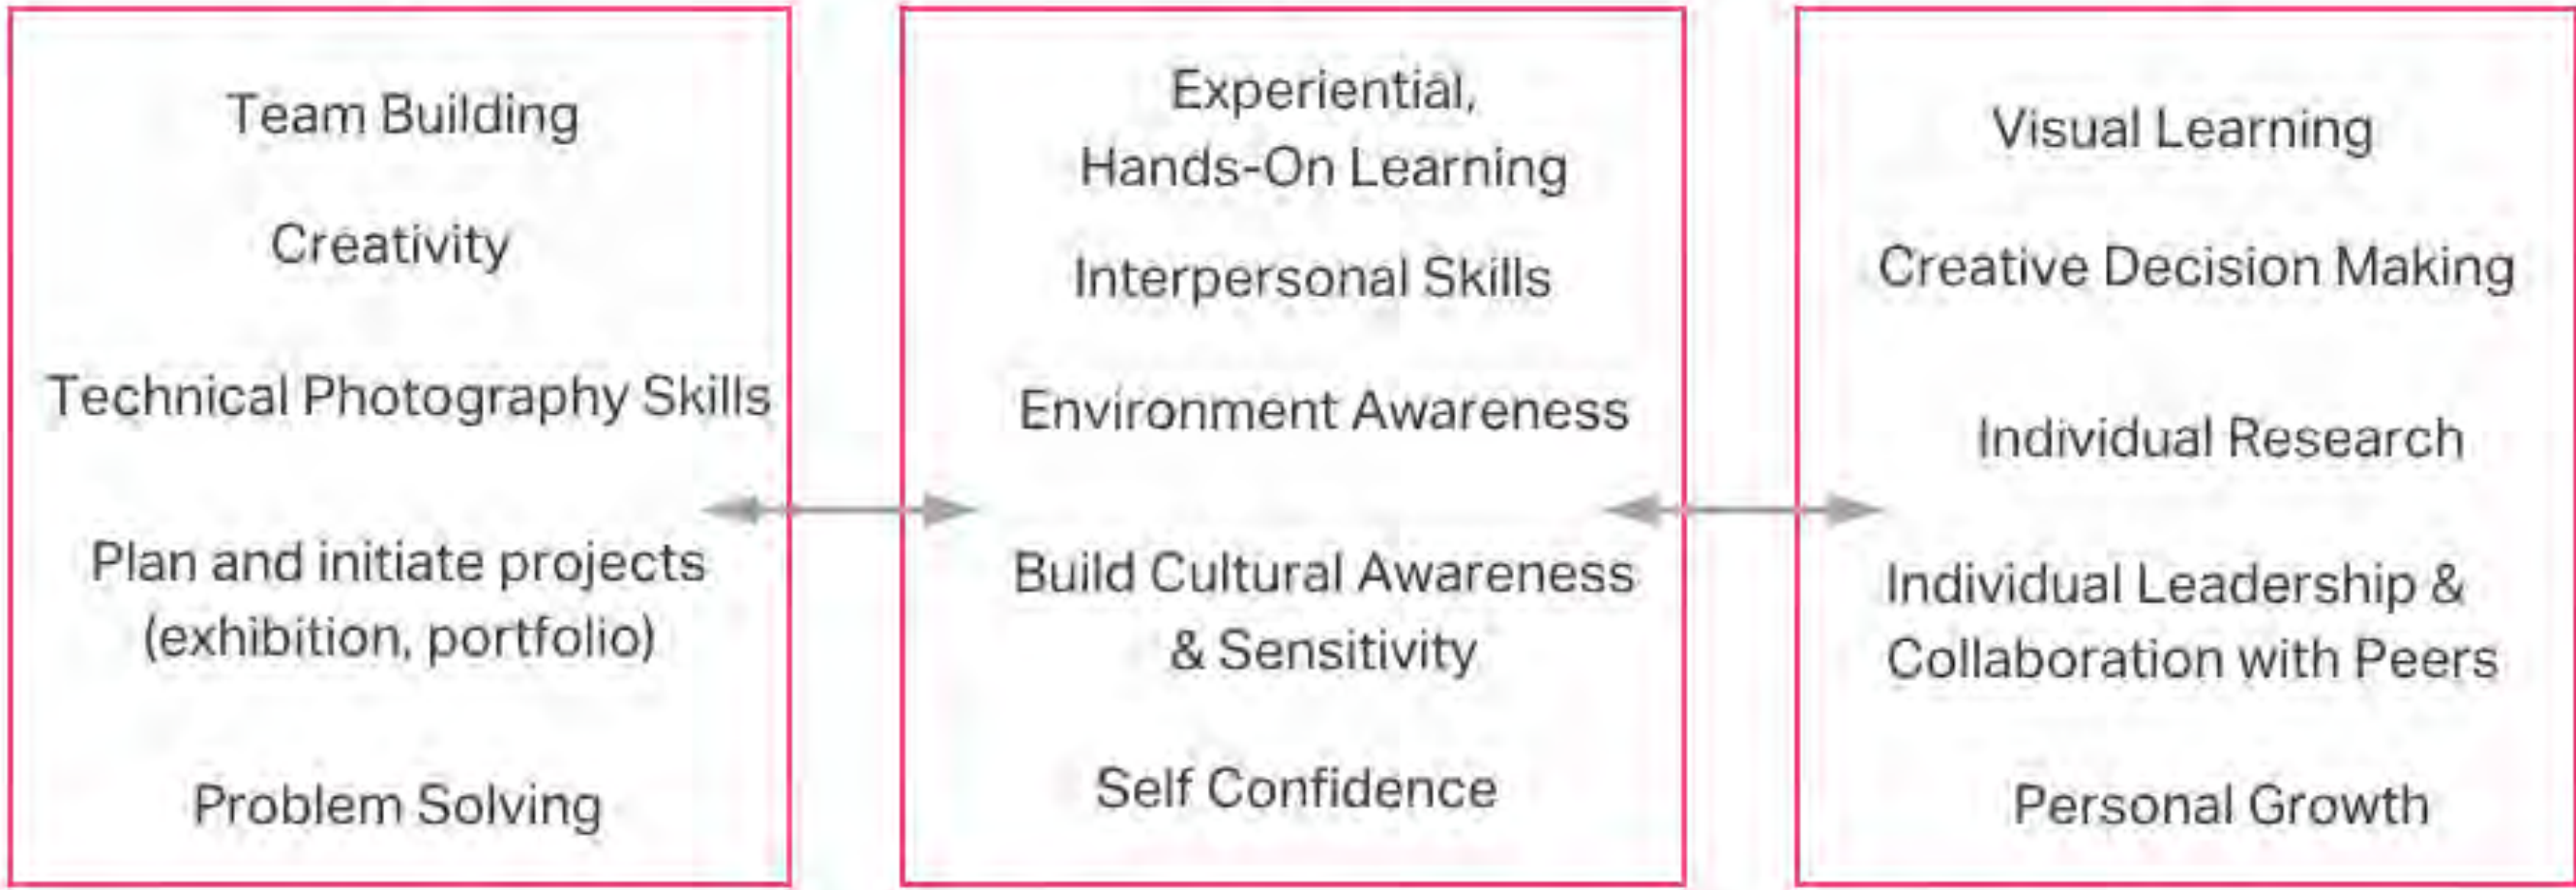 Team Building
Creativity
Technical Photography Skills
Plan and initiate projects
(exhibition, portfolio)
Problem Solving
Experiential,
Hands-On Learning
Interpersonal Skills
Environment Awareness
Build Cultural Awareness
& Sensitivity
Self Confidence
Visual Learning
Creative Decision Making
Individual Research
Individual Leadership &
Collaboration with Peers
Personal Growth